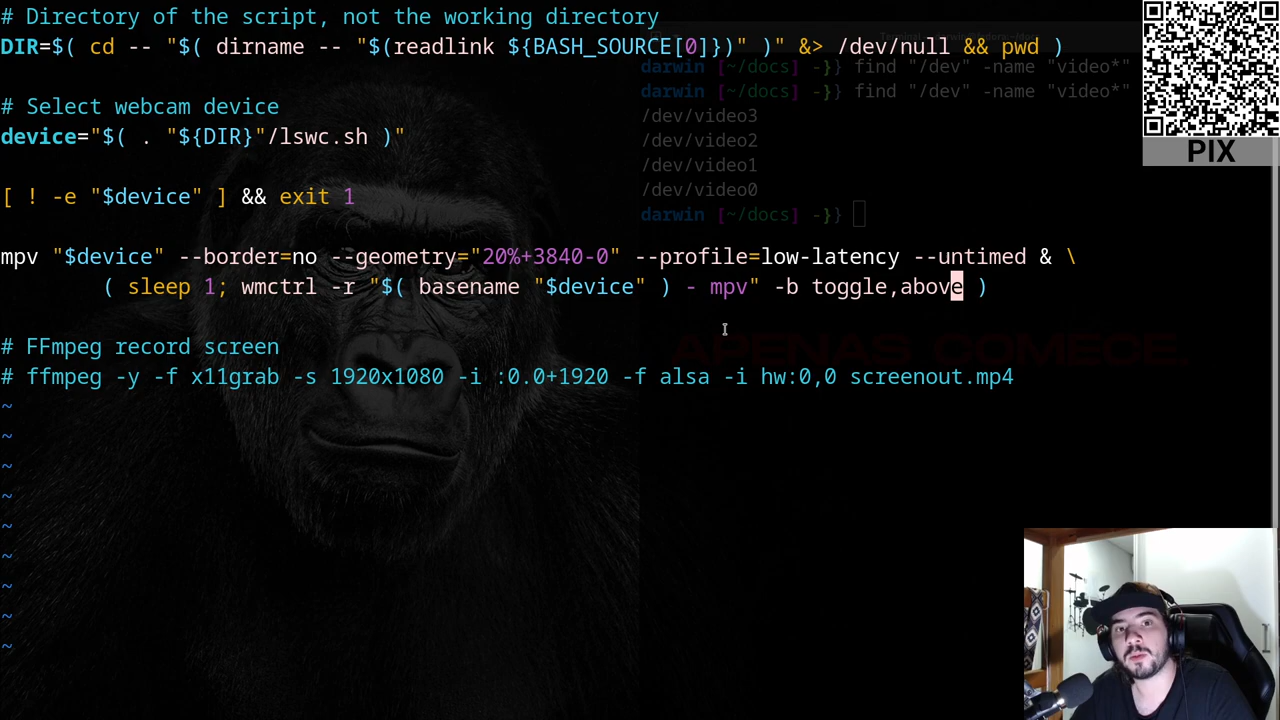 # Directory of the script, not the working directory
DIR=$( cd -- "$( dirname -- "$(readlink ${BASH_SOURCE[0]})" )" &> /dev/null && pwd )
# Select webcam device
device="$( . "${DIR}"/lswc.sh )"
[ ! -e "$device" ] && exit 1
mpv "$device" --border=no --geometry="20%+3840-0" --profile=low-latency --untimed & \
( sleep 1; wmctrl -r "$( basename "$device" ) - mpv" -b toggle,above )
# FFmpeg record screen
# ffmpeg -y -f x11grab -s 1920x1080 -i :0.0+1920 -f alsa -i hw:0,0 screenout.mp4
~
~
~
~
~
~
~
~
~
darwin [~/docs] -}} find "/dev" -name "video*"
darwin [~/docs] -}} find "/dev" -name "video*"
/dev/video3
/dev/video2
/dev/video1
/dev/video0
darwin [~/docs] -}}
APENAS COMECE.
PIX